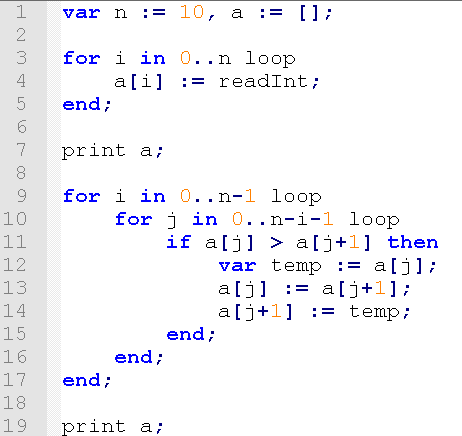 1 var n := 10, a := [];
2
3 for i in 0..n loop
4     a[i] := readInt;
5 end;
6
7 print a;
8
9 for i in 0..n-1 loop
10     for j in 0..n-i-1 loop
11         if a[j] > a[j+1] then
12             var temp := a[j];
13             a[j] := a[j+1];
14             a[j+1] := temp;
15         end;
16     end;
17 end;
18
19 print a;